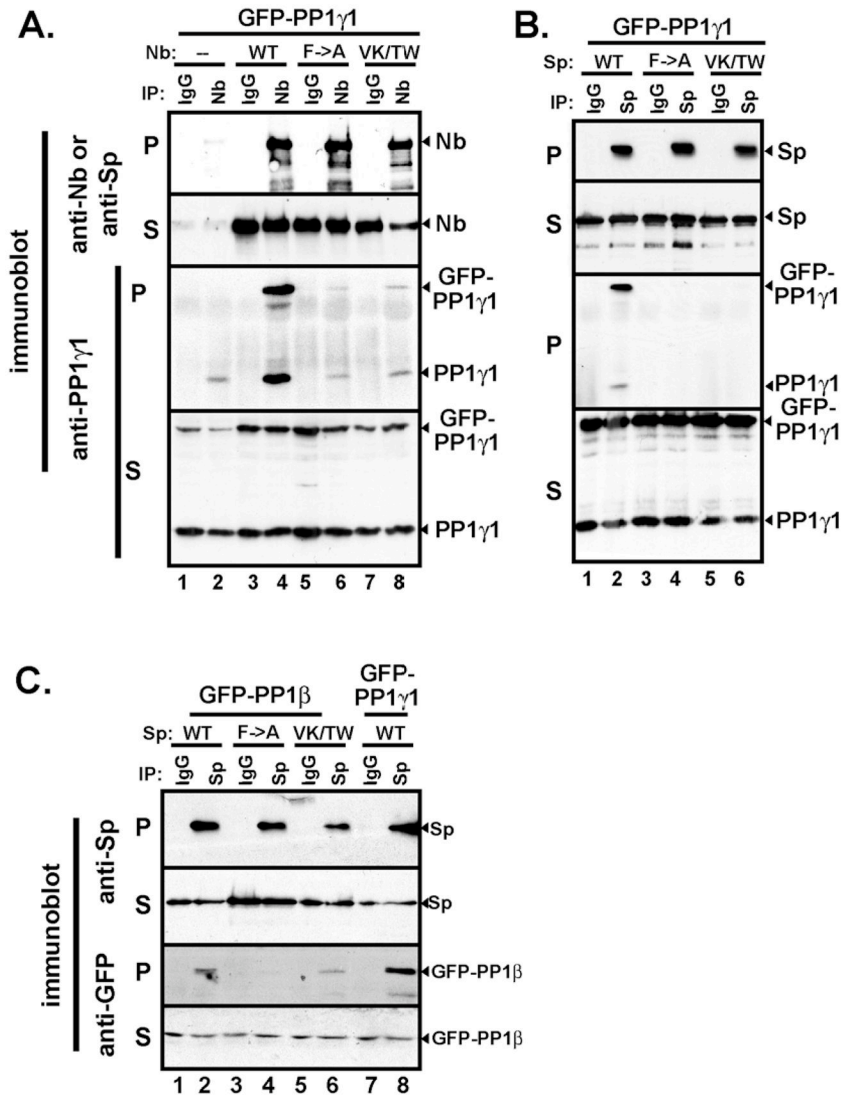 A.
GFP-PP1γ1
Nb: -- WT F->A VK/TW
IP: IgG Nb IgG Nb IgG Nb IgG Nb
immunoblot
anti-Nb or
anti-Sp
P Nb
S Nb
anti-PP1γ1
P GFP-
PP1γ1
PP1γ1
S GFP-
PP1γ1
PP1γ1
1 2 3 4 5 6 7 8
B.
GFP-PP1γ1
Sp: WT F->A VK/TW
IP: IgG Sp IgG Sp IgG Sp
P Sp
S Sp
P GFP-
PP1γ1
PP1γ1
S GFP-
PP1γ1
PP1γ1
1 2 3 4 5 6
C.
GFP-PP1β GFP-
PP1γ1
Sp: WT F->A VK/TW WT
IP: IgG Sp IgG Sp IgG Sp IgG Sp
immunoblot
anti-Sp
P Sp
S Sp
anti-GFP
P GFP-PP1β
S GFP-PP1β
1 2 3 4 5 6 7 8